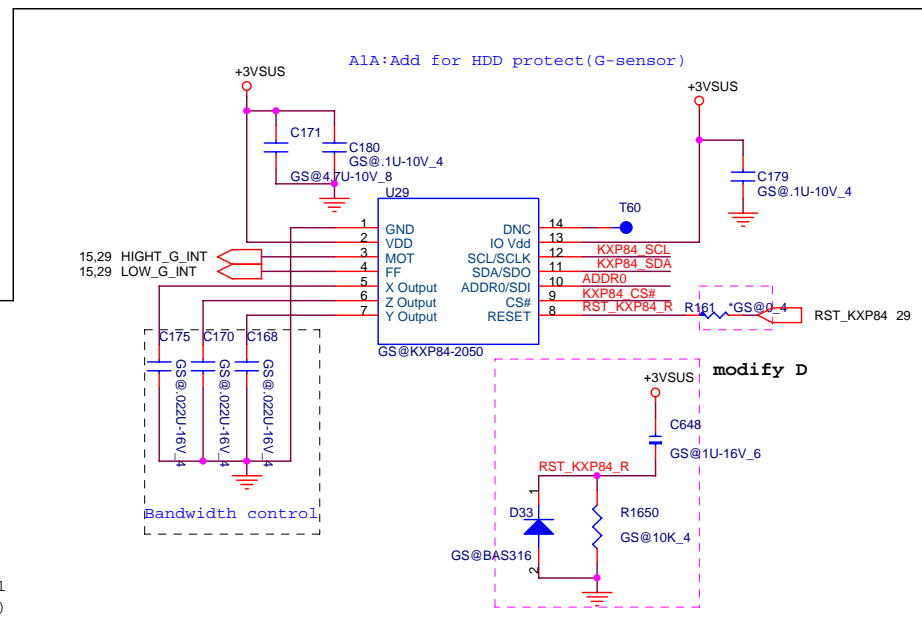 A1A:Add for HDD protect(G-sensor)
+3VSUS
+3VSUS
C171
C180
GS@.1U-10V_4
GS@4.7U-10V_8
C179
GS@.1U-10V_4
U29
T60
1 GND DNC 14
2 VDD IO Vdd 13
15,29 HIGHT_G_INT 3 MOT SCL/SCLK 12 KXP84_SCL
15,29 LOW_G_INT 4 FF SDA/SDO 11 KXP84_SDA
5 X Output ADDR0/SDI 10 ADDR0
6 Z Output CS# 9 KXP84_CS#
7 Y Output RESET 8 RST_KXP84_R R161 *GS@0_4 RST_KXP84 29
GS@KXP84-2050
C175 C170 C168
GS@.022U-16V_4
GS@.022U-16V_4
GS@.022U-16V_4
Bandwidth control
modify D
+3VSUS
C648
GS@1U-16V_6
RST_KXP84_R
1
D33
R1650
GS@10K_4
GS@BAS316
2
)